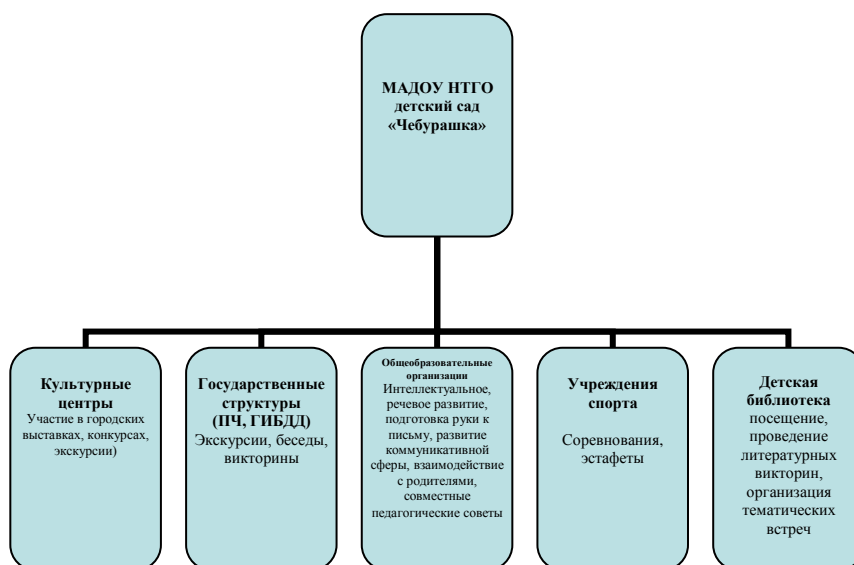 МАДОУ НТГО
детский сад
«Чебурашка»
Культурные
центры
Участие в городских
выставках, конкурсах,
экскурсии)
Государственные
структуры
(ПЧ, ГИБДД)
Экскурсии, беседы,
викторины
Общеобразовательные
организации
Интеллектуальное,
речевое развитие,
подготовка руки к
письму, развитие
коммуникативной
сферы, взаимодействие
с родителями,
совместные
педагогические советы
Учреждения
спорта
Соревнования,
эстафеты
Детская
библиотека
посещение,
проведение
литературных
викторин,
организация
тематических
встреч